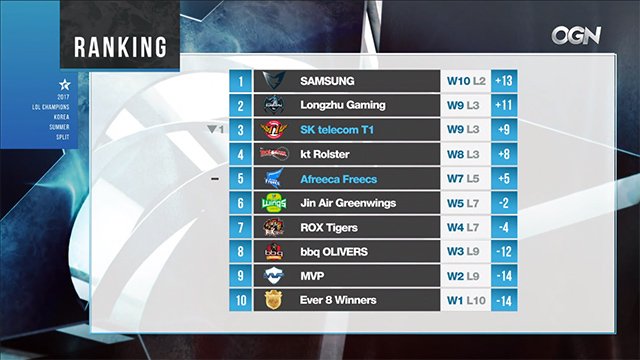 RANKING
OGN
2017
LOL CHAMPIONS
KOREA
SUMMER
SPLIT
1 SAMSUNG W10 L2 +13
2 Longzhu Gaming W9 L3 +11
▼1 3 SK telecom T1 W9 L3 +9
4 kt Rolster W8 L3 +8
- 5 Afreeca Freecs W7 L5 +5
6 Jin Air Greenwings W5 L7 -2
7 ROX Tigers W4 L7 -4
8 bbq OLIVERS W3 L9 -12
9 MVP W2 L9 -14
10 Ever 8 Winners W1 L10 -14